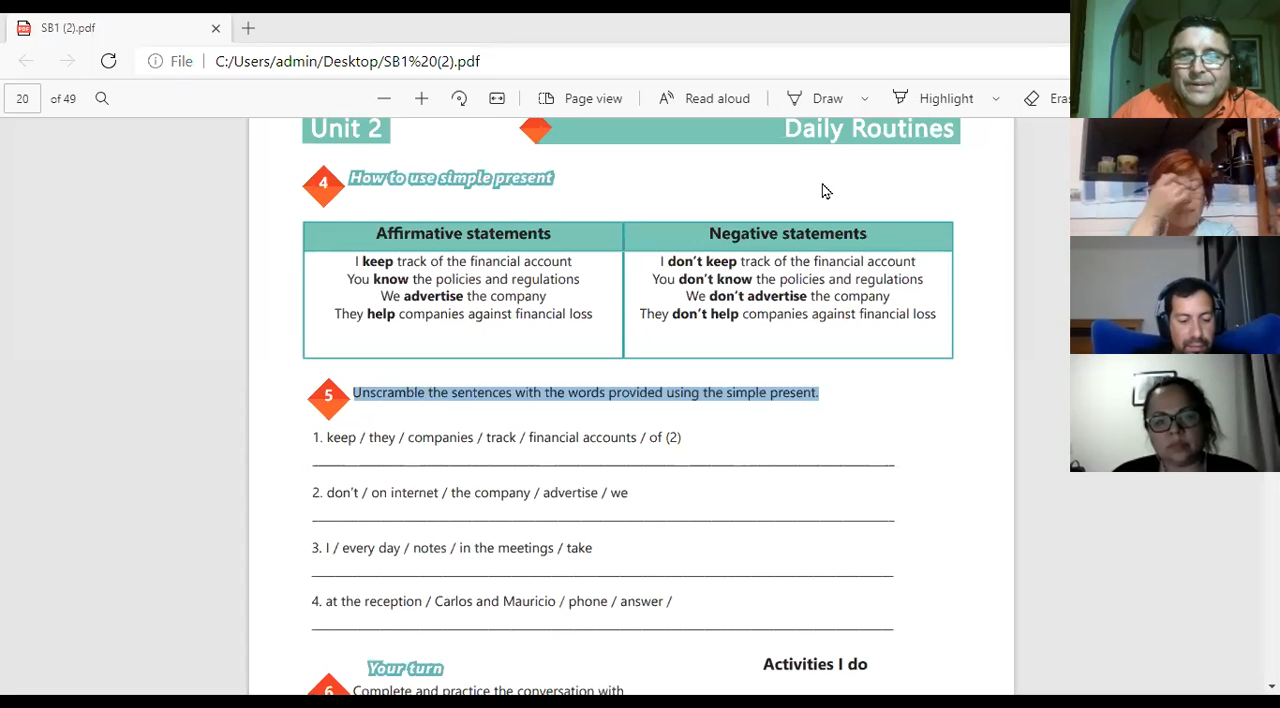 SB1 (2).pdf
File
C:/Users/admin/Desktop/SB1%20(2).pdf
20 of 49
Page view
Read aloud
Draw
Highlight
Eras
Unit 2
Daily Routines
4 How to use simple present
Affirmative statements
Negative statements
I keep track of the financial account
You know the policies and regulations
We advertise the company
They help companies against financial loss
I don't keep track of the financial account
You don't know the policies and regulations
We don't advertise the company
They don't help companies against financial loss
5 Unscramble the sentences with the words provided using the simple present.
1. keep / they / companies / track / financial accounts / of (2)
2. don't / on internet / the company / advertise / we
3. I / every day / notes / in the meetings / take
4. at the reception / Carlos and Mauricio / phone / answer /
Your turn
Activities I do
6 Complete and practice the conversation with